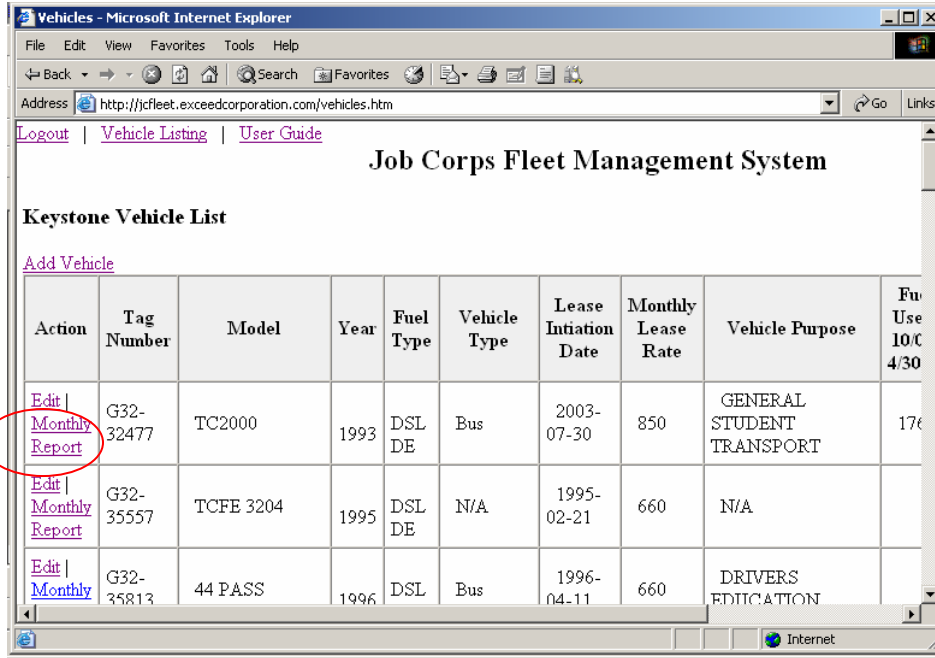 Vehicles - Microsoft Internet Explorer
File Edit View Favorites Tools Help
Back Search Favorites
Address http://jcfleet.exceedcorporation.com/vehicles.htm Go Links
Logout | Vehicle Listing | User Guide
Job Corps Fleet Management System
Keystone Vehicle List
Add Vehicle
Action
Tag
Number
Model
Year
Fuel
Type
Vehicle
Type
Lease
Intiation
Date
Monthly
Lease
Rate
Vehicle Purpose
Edit |
Monthly
Report
G32-
32477
TC2000
1993
DSL
DE
Bus
2003-
07-30
850
GENERAL
STUDENT
TRANSPORT
Edit |
Monthly
Report
G32-
35557
TCFE 3204
1995
DSL
DE
N/A
1995-
02-21
660
N/A
Edit |
Monthly
G32-
35813
44 PASS
1996
DSL
Bus
1996-
04-11
660
DRIVERS
EDUCATION
Internet